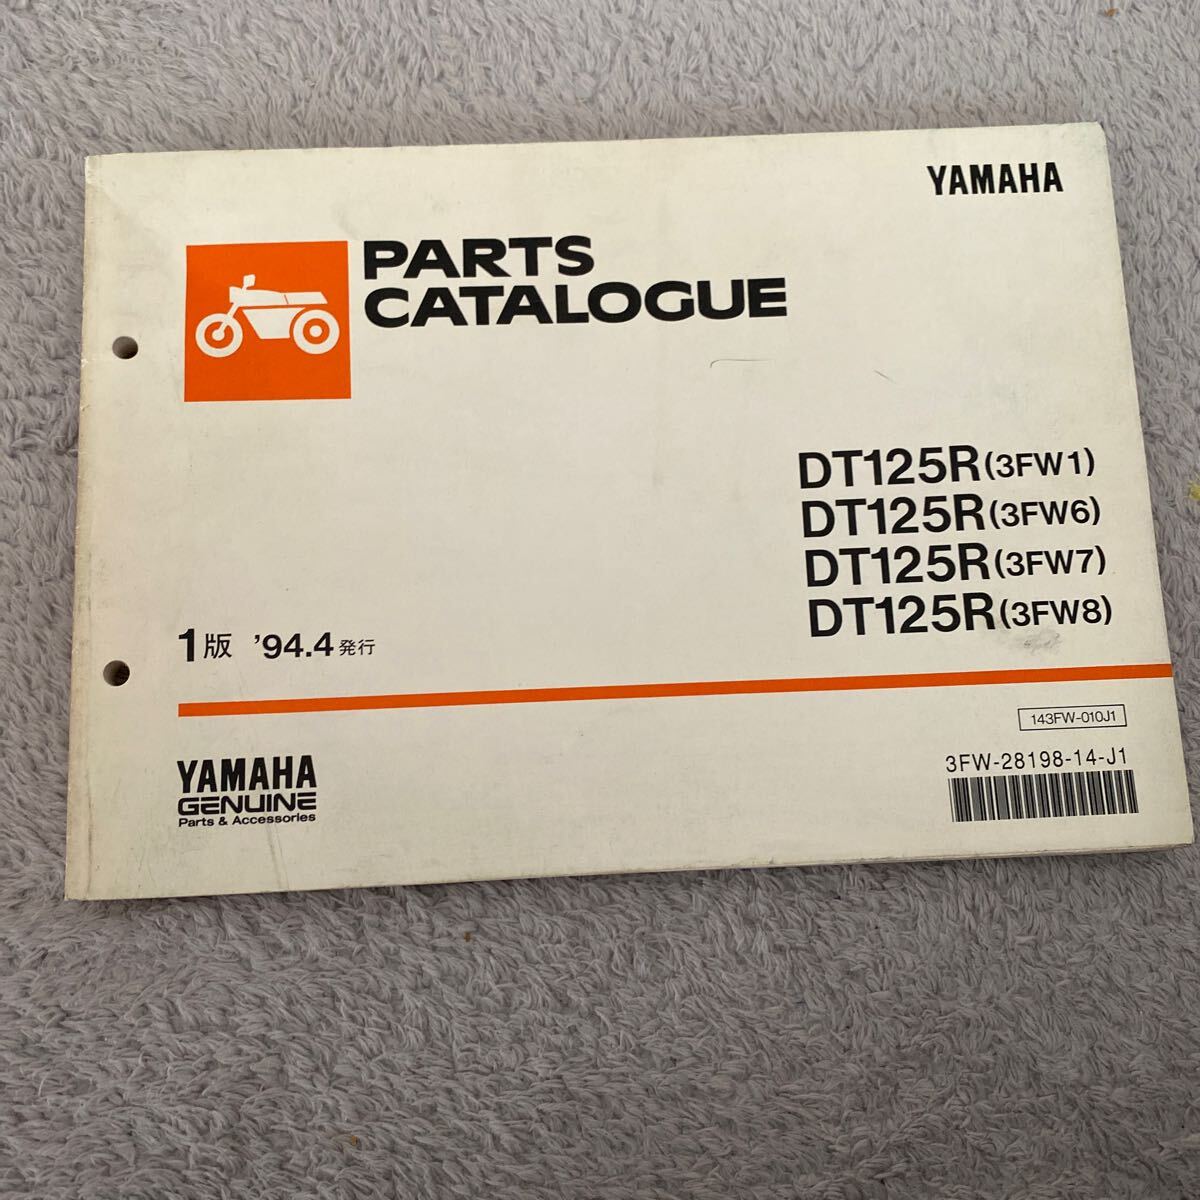 YAMAHA
PARTS
CATALOGUE
DT125R(3FW1)
DT125R(3FW6)
DT125R(3FW7)
DT125R(3FW8)
1版 '94.4発行
143FW-010J1
3FW-28198-14-J1
YAMAHA
GENUINE
Parts & Accessories